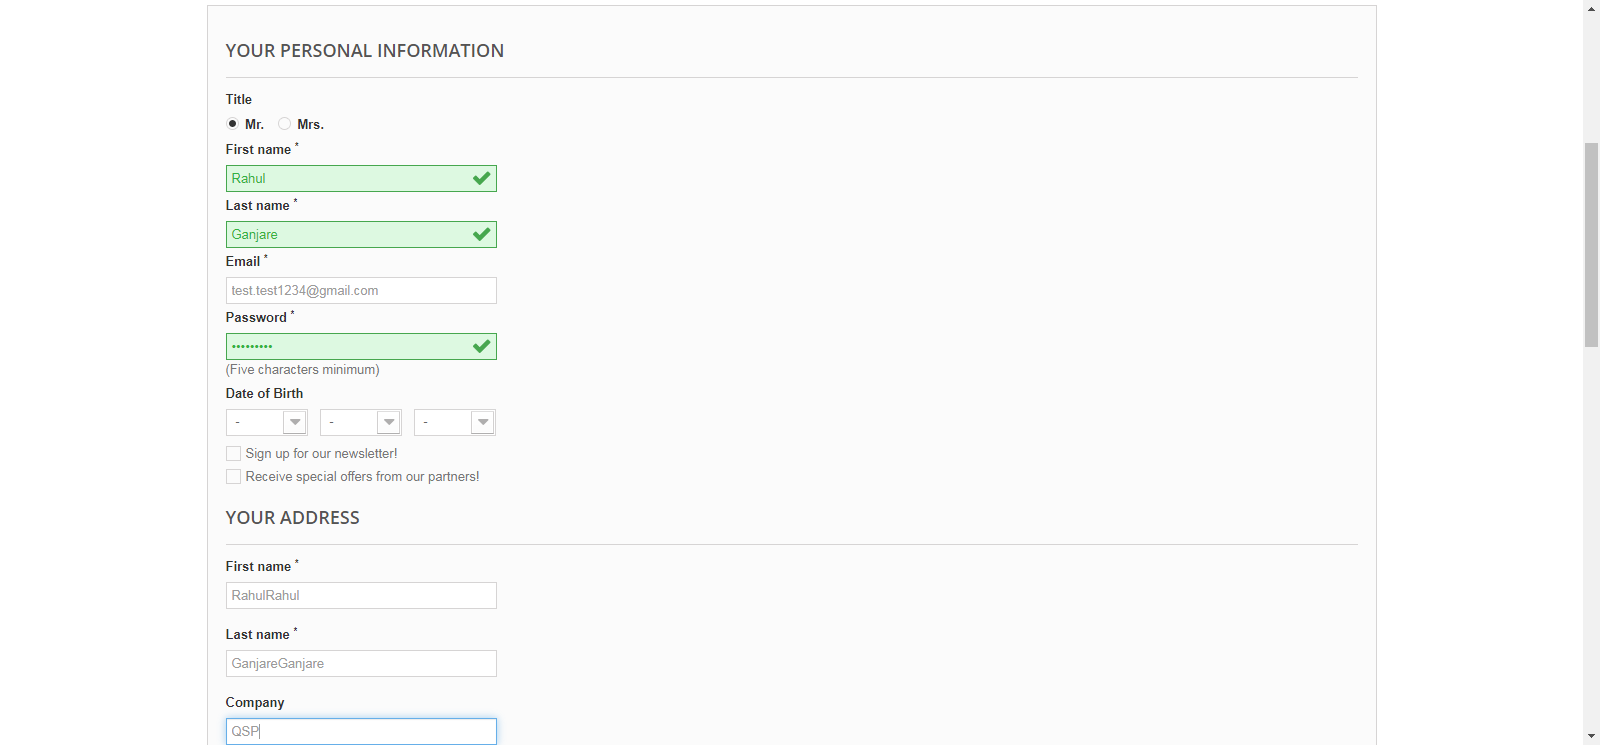 YOUR PERSONAL INFORMATION
Title
Mr. Mrs.
First name *
Rahul
Last name *
Ganjare
Email *
test.test1234@gmail.com
Password *
•••••••••
(Five characters minimum)
Date of Birth
- - -
Sign up for our newsletter!
Receive special offers from our partners!
YOUR ADDRESS
First name *
RahulRahul
Last name *
GanjareGanjare
Company
QSP